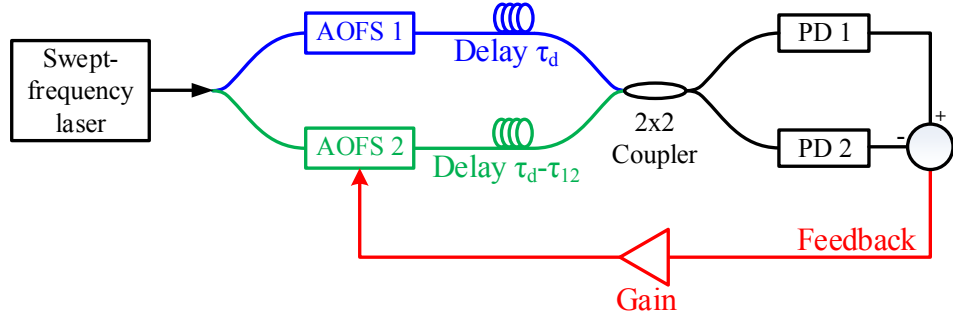 Swept-
frequency
laser
AOFS 1
Delay τd
AOFS 2
Delay τd-τ12
2x2
Coupler
PD 1
PD 2
+
-
Feedback
Gain